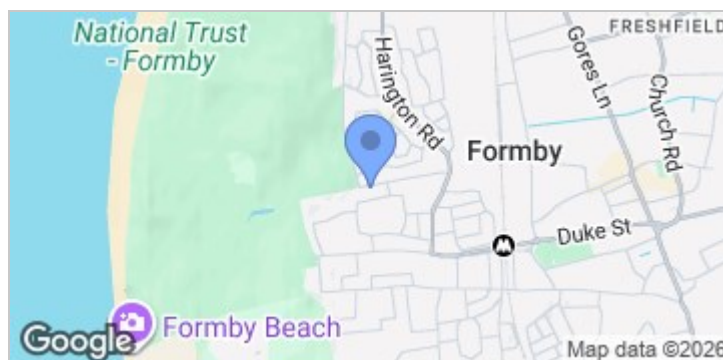 National Trust
- Formby
Harington Rd
Gores Ln
FRESHFIELD
Church Rd
Formby
Duke St
Formby Beach
Google
Map data ©2026